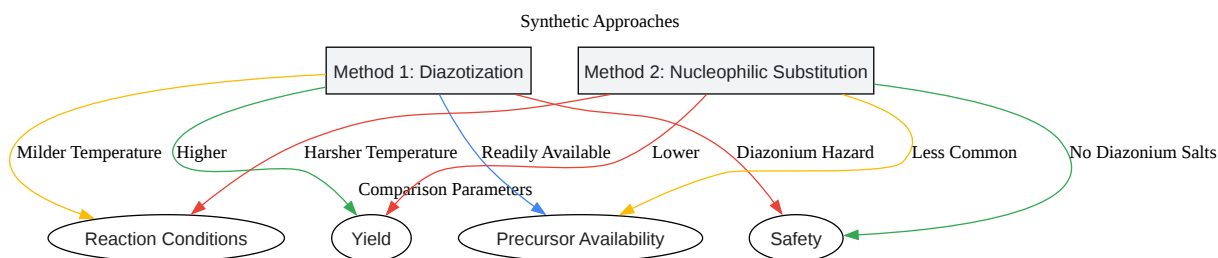 Synthetic Approaches
Method 1: Diazotization
Method 2: Nucleophilic Substitution
Milder Temperature
Higher
Harsher Temperature
Readily Available
Lower
Diazonium Hazard
Less Common
No Diazonium Salts
Comparison Parameters
Reaction Conditions
Yield
Precursor Availability
Safety